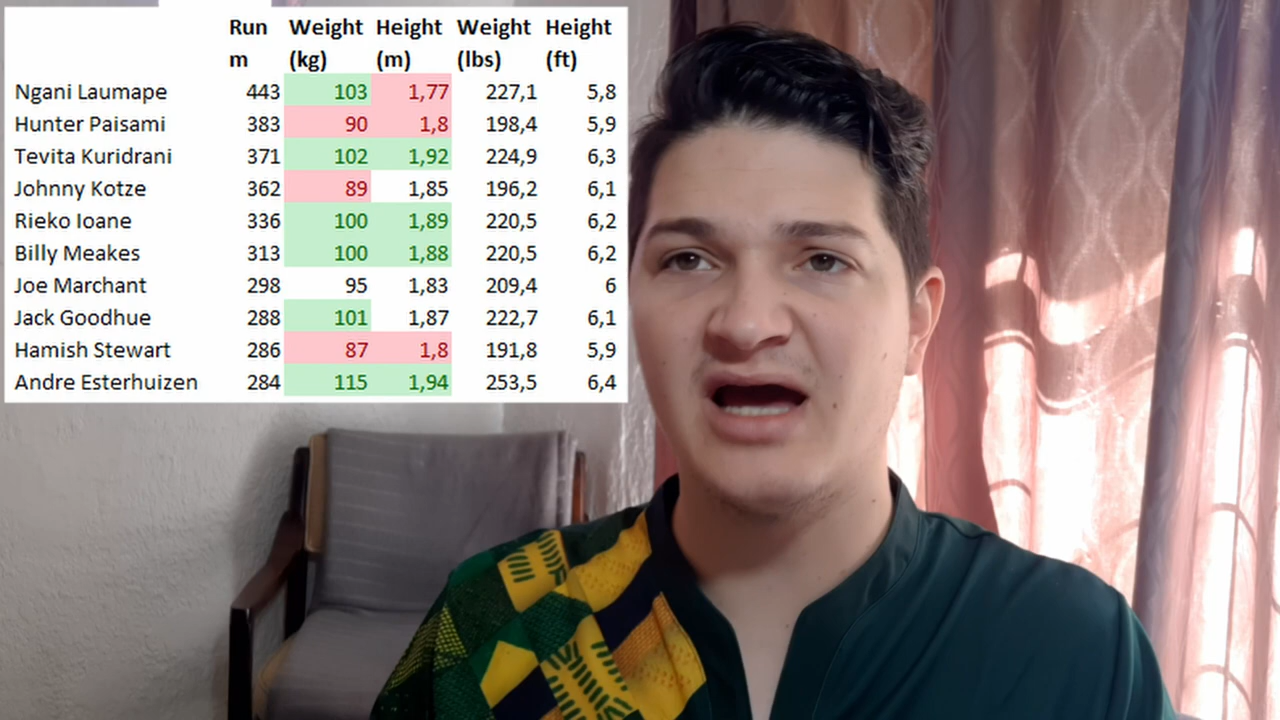 Run Weight Height Weight Height
m (kg) (m) (lbs) (ft)
Ngani Laumape 443 103 1,77 227,1 5,8
Hunter Paisami 383 90 1,8 198,4 5,9
Tevita Kuridrani 371 102 1,92 224,9 6,3
Johnny Kotze 362 89 1,85 196,2 6,1
Rieko Ioane 336 100 1,89 220,5 6,2
Billy Meakes 313 100 1,88 220,5 6,2
Joe Marchant 298 95 1,83 209,4 6
Jack Goodhue 288 101 1,87 222,7 6,1
Hamish Stewart 286 87 1,8 191,8 5,9
Andre Esterhuizen 284 115 1,94 253,5 6,4